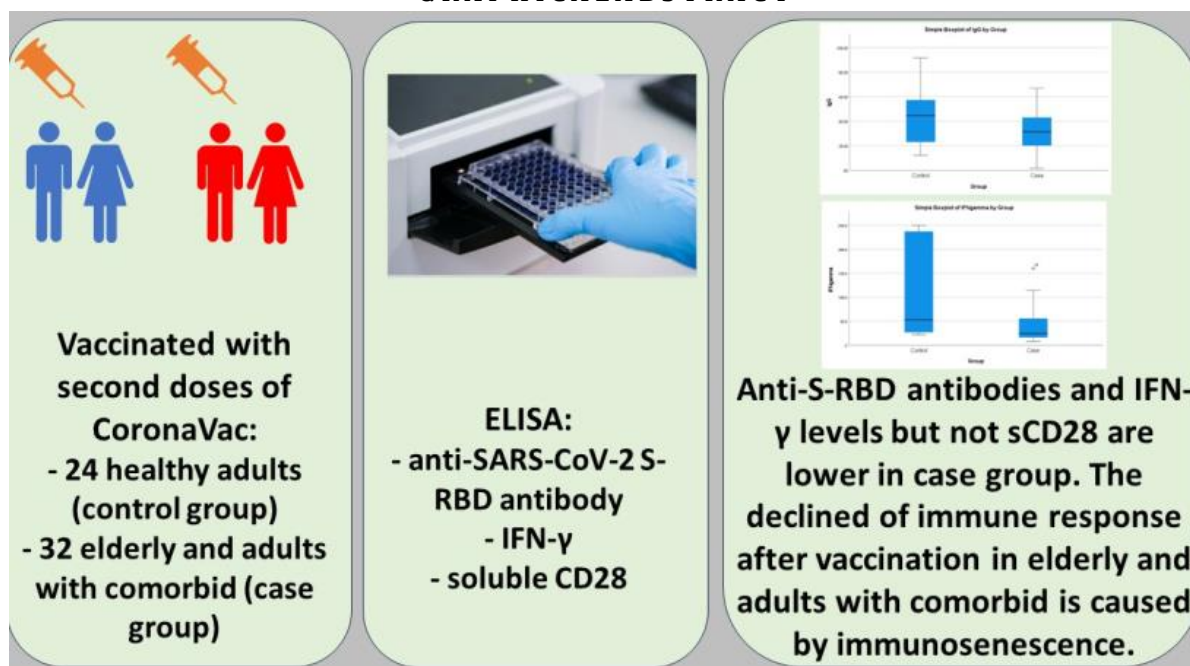 Vaccinated with
second doses of
CoronaVac:
- 24 healthy adults
(control group)
- 32 elderly and adults
with comorbid (case
group)
ELISA:
- anti-SARS-CoV-2 S-
RBD antibody
- IFN-γ
- soluble CD28
Simple Boxplot of IgG by Group
IgG
Control
Case
Group
Simple Boxplot of IFNgamma by Group
IFNgamma
Control
Case
Group
Anti-S-RBD antibodies and IFN-
γ levels but not sCD28 are
lower in case group. The
declined of immune response
after vaccination in elderly and
adults with comorbid is caused
by immunosenescence.